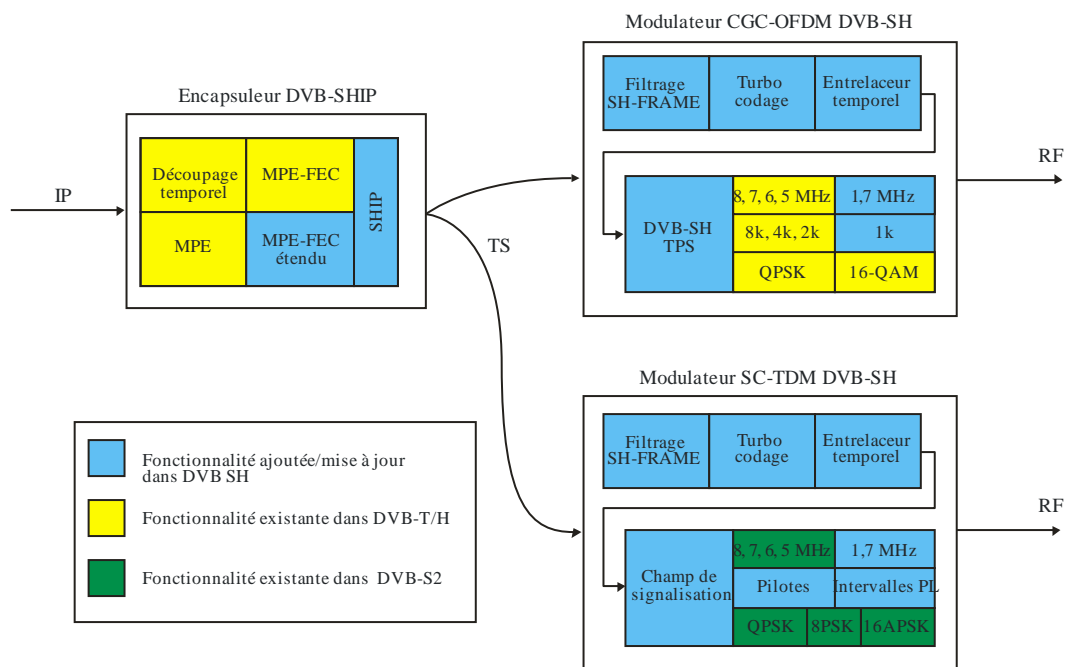 Modulateur CGC-OFDM DVB-SH
Filtrage
SH-FRAME
Turbo
codage
Entrelaceur
temporel
Encapsuleur DVB-SHIP
Découpage
temporel
MPE-FEC
MPE
MPE-FEC
étendu
SHIP
IP
TS
RF
DVB-SH
TPS
8, 7, 6, 5 MHz
1,7 MHz
8k, 4k, 2k
1k
QPSK
16-QAM
Modulateur SC-TDM DVB-SH
Filtrage
SH-FRAME
Turbo
codage
Entrelaceur
temporel
RF
Champ de
signalisation
8, 7, 6, 5 MHz
1,7 MHz
Pilotes
Intervalles PL
QPSK
8PSK
16APSK
Fonctionnalité ajoutée/mise à jour
dans DVB SH
Fonctionnalité existante dans DVB-T/H
Fonctionnalité existante dans DVB-S2